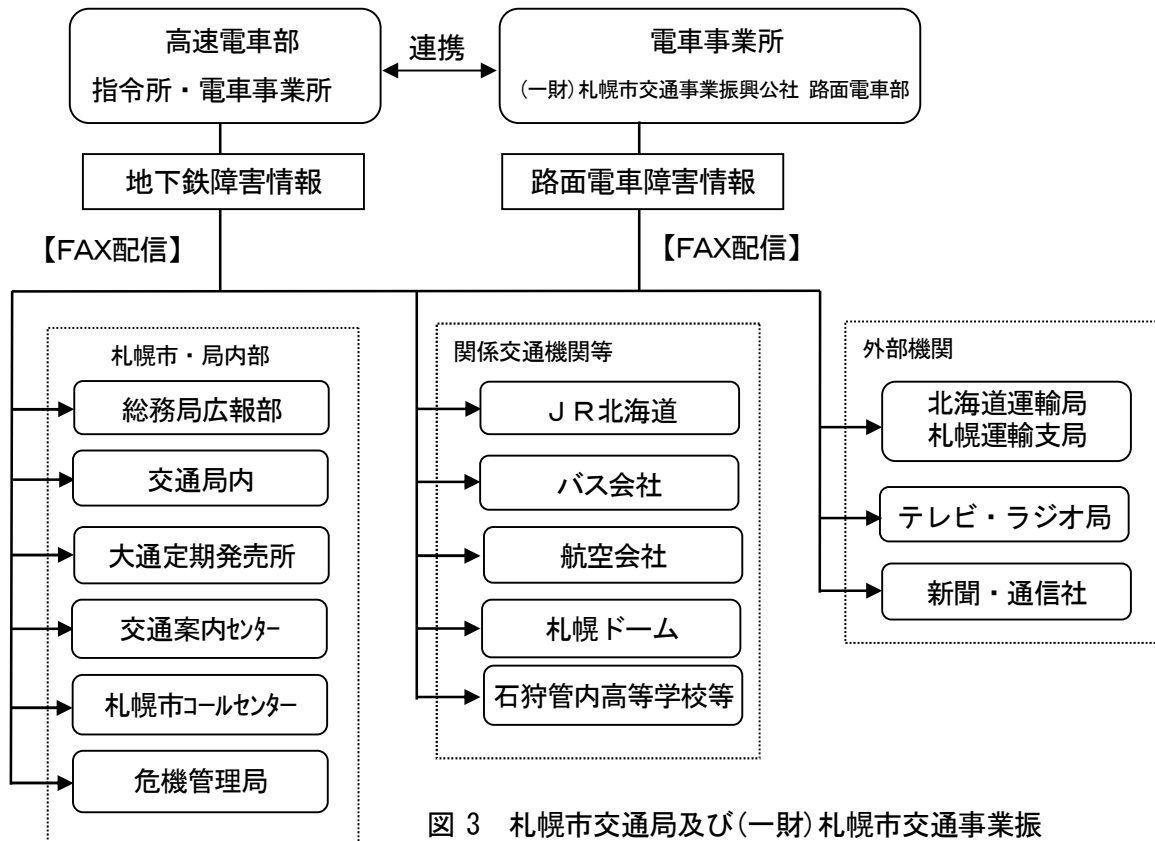 高速電車部
指令所・電車事業所
連携
電車事業所
(一財)札幌市交通事業振興公社 路面電車部
地下鉄障害情報
路面電車障害情報
【FAX配信】
【FAX配信】
札幌市・局内部
総務局広報部
交通局内
大通定期発売所
交通案内ｾﾝﾀｰ
札幌市ｺｰﾙｾﾝﾀｰ
危機管理局
関係交通機関等
ＪＲ北海道
バス会社
航空会社
札幌ドーム
石狩管内高等学校等
外部機関
北海道運輸局
札幌運輸支局
テレビ・ラジオ局
新聞・通信社
図 3 札幌市交通局及び(一財)札幌市交通事業振